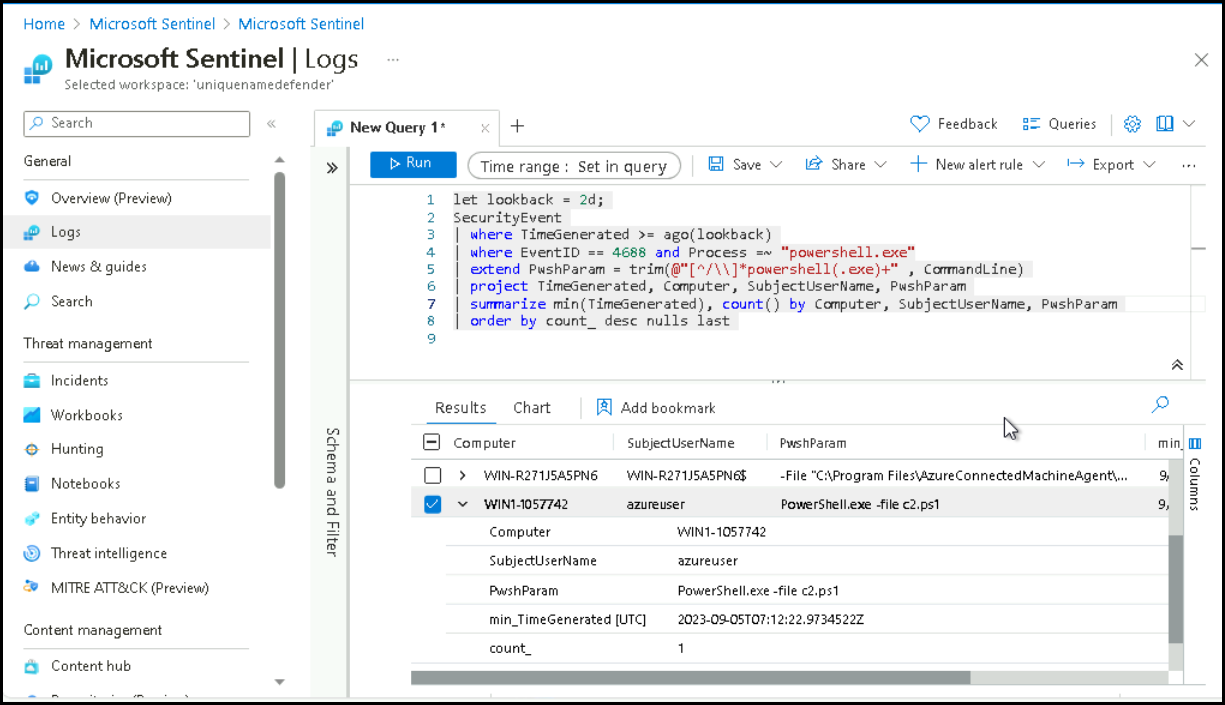 Home > Microsoft Sentinel > Microsoft Sentinel
Microsoft Sentinel | Logs ...
Selected workspace: 'uniquenamedefender'
Search
General
Overview (Preview)
Logs
News & guides
Search
Threat management
Incidents
Workbooks
Hunting
Notebooks
Entity behavior
Threat intelligence
MITRE ATT&CK (Preview)
Content management
Content hub
New Query 1*
Feedback Queries
Run Time range : Set in query Save Share New alert rule Export ...
Schema and Filter
1 let lookback = 2d;
2 SecurityEvent
3 | where TimeGenerated >= ago(lookback)
4 | where EventID == 4688 and Process =~ "powershell.exe"
5 | extend PwshParam = trim(@"[^/\\]*powershell(.exe)+" , CommandLine)
6 | project TimeGenerated, Computer, SubjectUserName, PwshParam
7 | summarize min(TimeGenerated), count() by Computer, SubjectUserName, PwshParam
8 | order by count_ desc nulls last
9
Results Chart Add bookmark
Computer SubjectUserName PwshParam min_
WIN-R271J5A5PN6 WIN-R271J5A5PN6$ -File "C:\Program Files\AzureConnectedMachineAgent\... 9,
WIN1-1057742 azureuser PowerShell.exe -file c2.ps1 9,
Computer WIN1-1057742
SubjectUserName azureuser
PwshParam PowerShell.exe -file c2.ps1
min_TimeGenerated [UTC] 2023-09-05T07:12:22.9734522Z
count_ 1
Columns